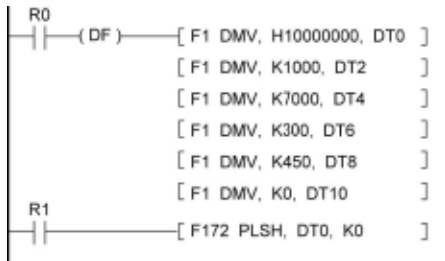 R0
( DF ) [ F1 DMV, H10000000, DT0 ]
[ F1 DMV, K1000, DT2 ]
[ F1 DMV, K7000, DT4 ]
[ F1 DMV, K300, DT6 ]
[ F1 DMV, K450, DT8 ]
[ F1 DMV, K0, DT10 ]
R1
[ F172 PLSH, DT0, K0 ]